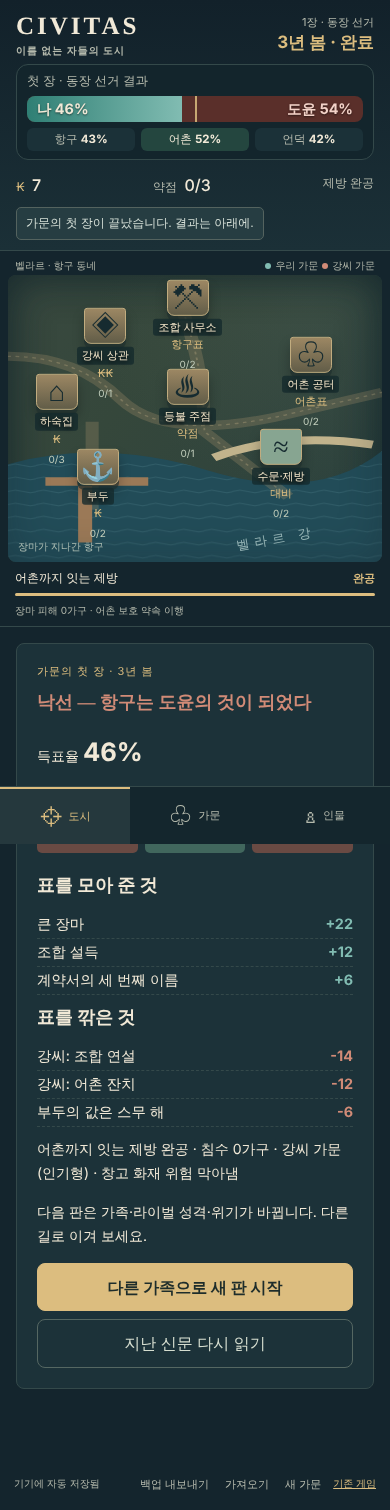 CIVITAS
1장 · 동장 선거
이를 없는 자들의 도시
3년 봄 · 완료
첫 장 · 동장 선거 결과
나 46% 도윤 54%
항구 43% 어촌 52% 언덕 42%
₭ 7 약점 0/3 제방 완공
가문의 첫 장이 끝났습니다. 결과는 아래에.
벨라르 · 항구 동네 우리 가문 강씨 가문
조합 사무소
항구표
0/2
강씨 상관
₭₭
0/1
어촌 공터
어촌표
0/2
하숙집
₭
0/3
등불 주점
약점
0/1
수문·제방
대비
0/2
부두
₭
0/2
벨라르 강
장마가 지나간 항구
어촌까지 잇는 제방 완공
장마 피해 0가구 · 어촌 보호 약속 이행
가문의 첫 장 · 3년 봄
낙선 — 항구는 도윤의 것이 되었다
득표율 46%
도시 가문 인물
표를 모아 준 것
큰 장마 +22
조합 설득 +12
계약서의 세 번째 이름 +6
표를 깎은 것
강씨: 조합 연설 -14
강씨: 어촌 잔치 -12
부두의 값은 스무 해 -6
어촌까지 잇는 제방 완공 · 침수 0가구 · 강씨 가문
(인기형) · 창고 화재 위험 막아냄
다음 판은 가족·라이벌 성격·위기가 바뀝니다. 다른
길로 이겨 보세요.
다른 가족으로 새 판 시작
지난 신문 다시 읽기
기기에 자동 저장됨 백업 내보내기 가져오기 새 가문 기존 게임